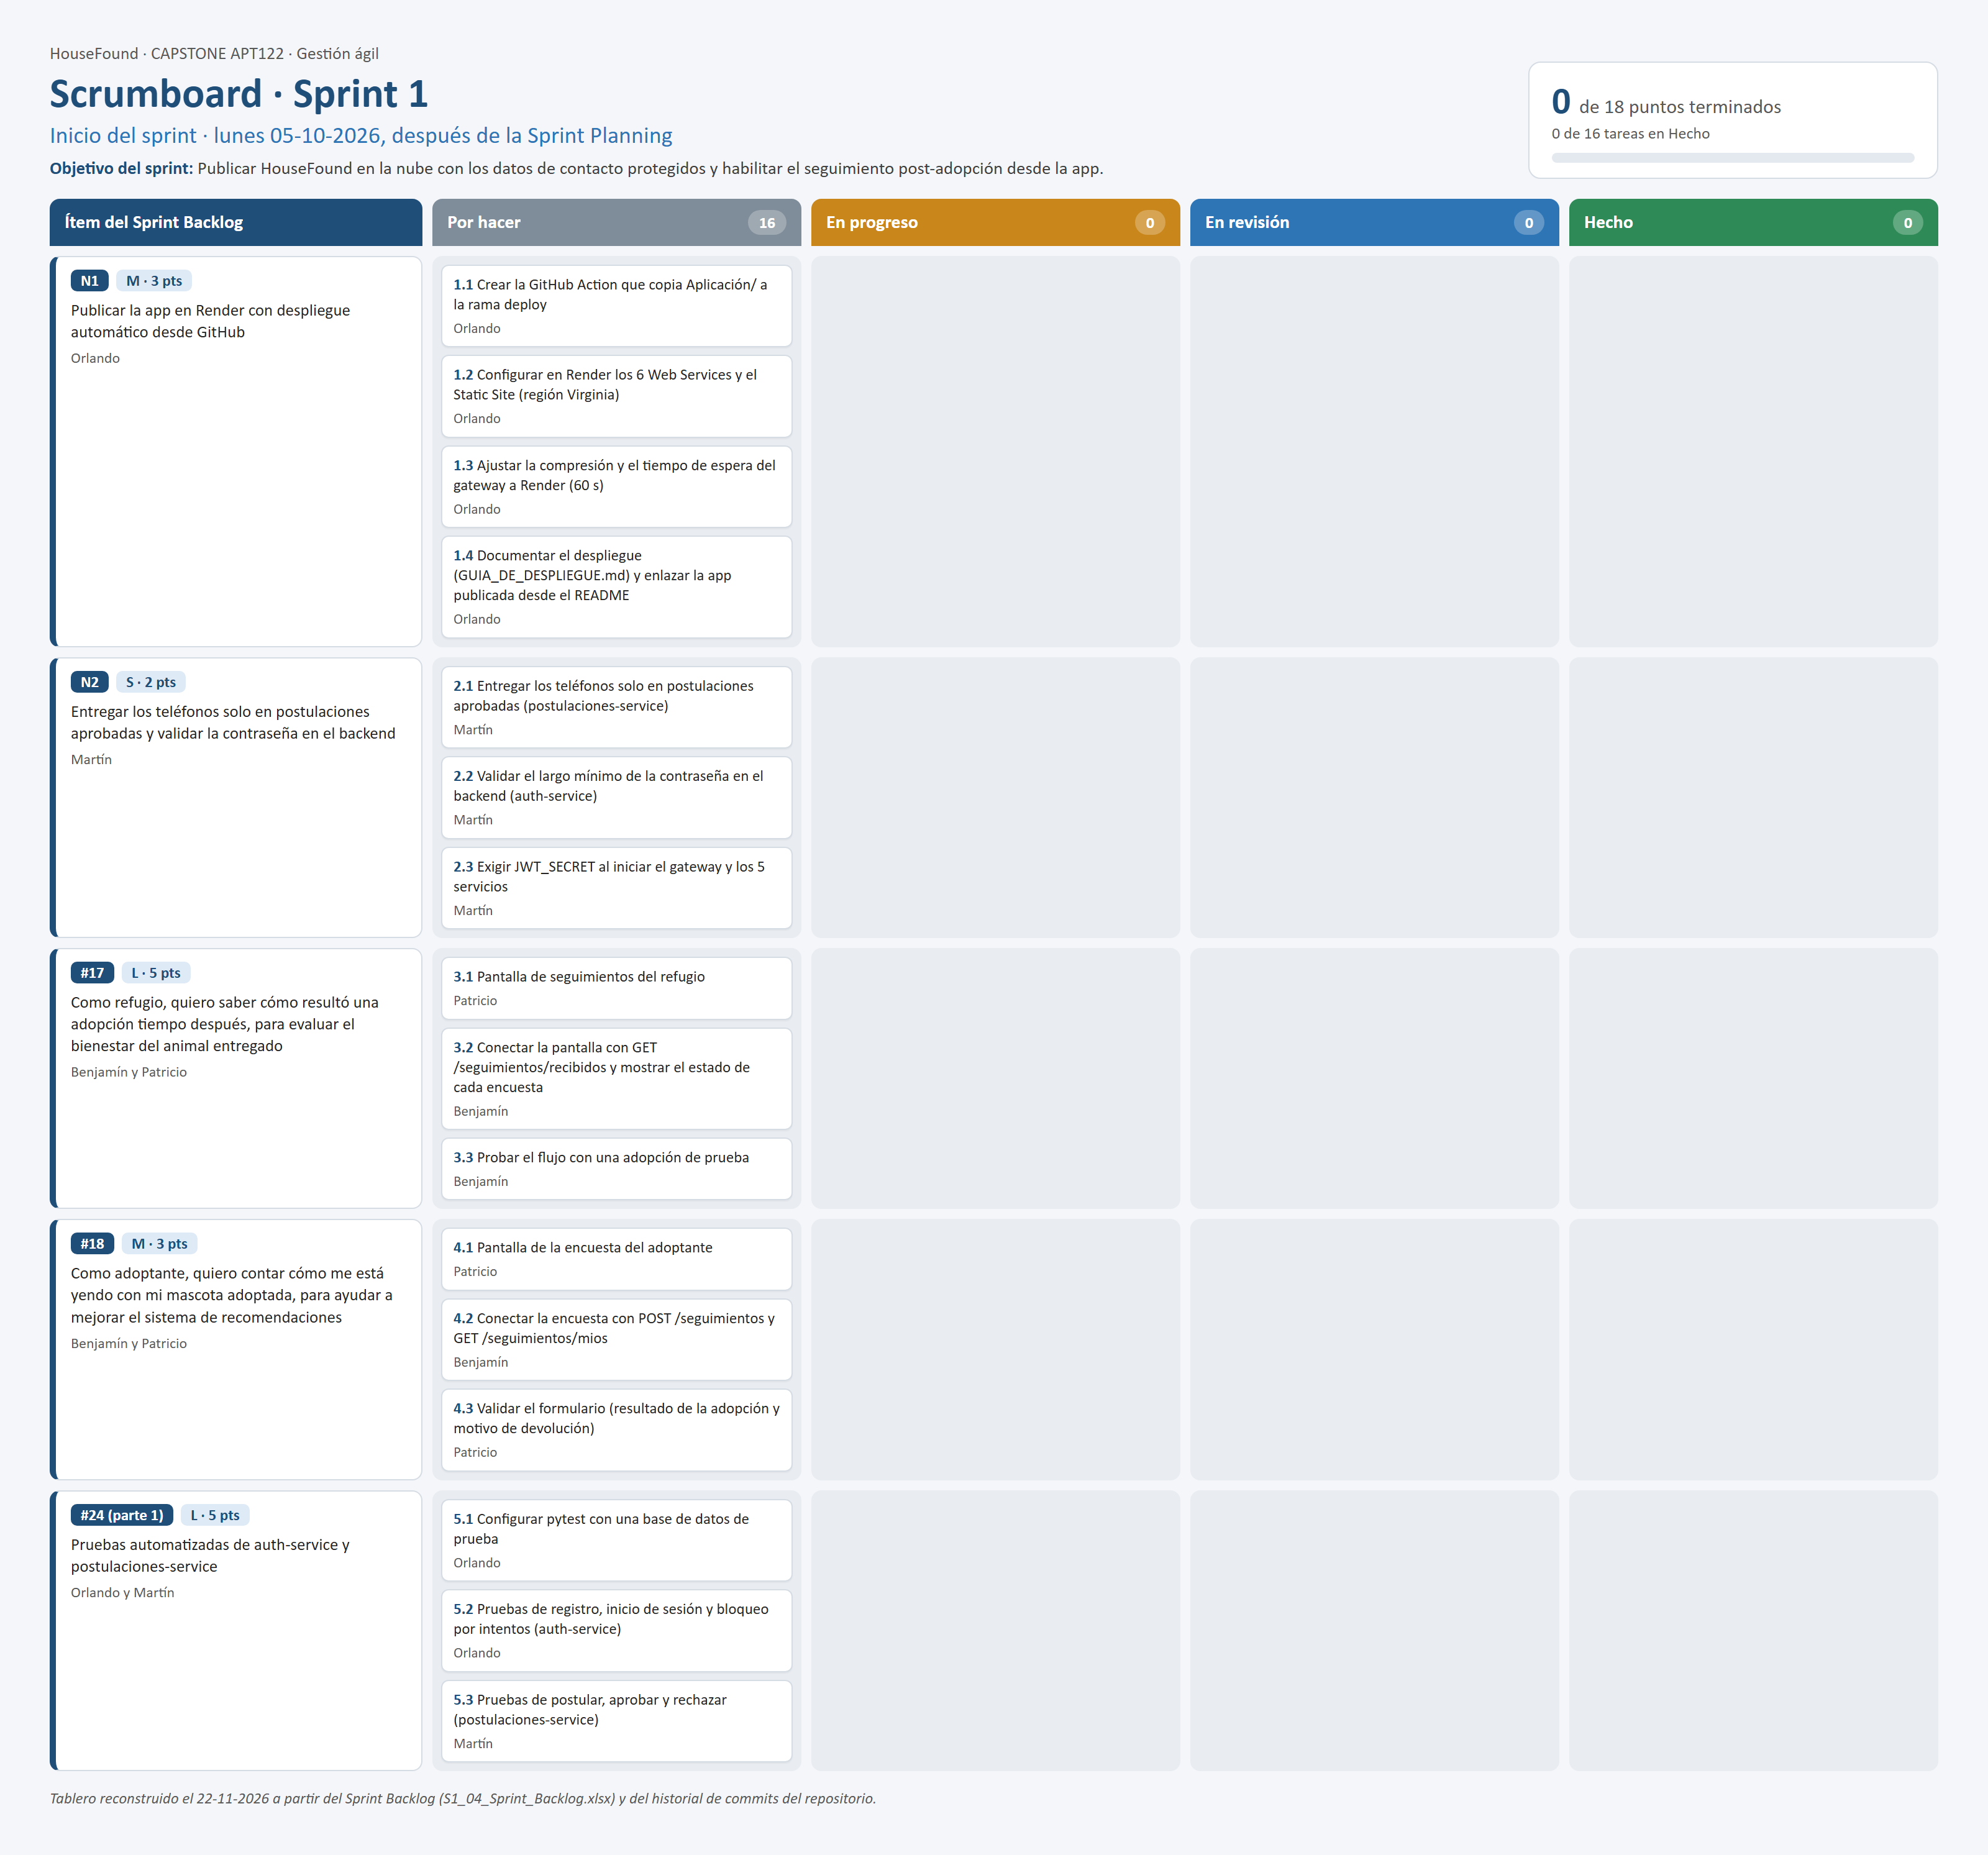 HouseFound · CAPSTONE APT122 · Gestión ágil
Scrumboard · Sprint 1
Inicio del sprint · lunes 05-10-2026, después de la Sprint Planning
Objetivo del sprint: Publicar HouseFound en la nube con los datos de contacto protegidos y habilitar el seguimiento post-adopción desde la app.
0 de 18 puntos terminados
0 de 16 tareas en Hecho
Ítem del Sprint Backlog
Por hacer 16
En progreso 0
En revisión 0
Hecho 0
N1 M · 3 pts
Publicar la app en Render con despliegue
automático desde GitHub
Orlando
1.1 Crear la GitHub Action que copia Aplicación/ a
la rama deploy
Orlando
1.2 Configurar en Render los 6 Web Services y el
Static Site (región Virginia)
Orlando
1.3 Ajustar la compresión y el tiempo de espera del
gateway a Render (60 s)
Orlando
1.4 Documentar el despliegue
(GUIA_DE_DESPLIEGUE.md) y enlazar la app
publicada desde el README
Orlando
N2 S · 2 pts
Entregar los teléfonos solo en postulaciones
aprobadas y validar la contraseña en el backend
Martín
2.1 Entregar los teléfonos solo en postulaciones
aprobadas (postulaciones-service)
Martín
2.2 Validar el largo mínimo de la contraseña en el
backend (auth-service)
Martín
2.3 Exigir JWT_SECRET al iniciar el gateway y los 5
servicios
Martín
#17 L · 5 pts
Como refugio, quiero saber cómo resultó una
adopción tiempo después, para evaluar el
bienestar del animal entregado
Benjamín y Patricio
3.1 Pantalla de seguimientos del refugio
Patricio
3.2 Conectar la pantalla con GET
/seguimientos/recibidos y mostrar el estado de
cada encuesta
Benjamín
3.3 Probar el flujo con una adopción de prueba
Benjamín
#18 M · 3 pts
Como adoptante, quiero contar cómo me está
yendo con mi mascota adoptada, para ayudar a
mejorar el sistema de recomendaciones
Benjamín y Patricio
4.1 Pantalla de la encuesta del adoptante
Patricio
4.2 Conectar la encuesta con POST /seguimientos y
GET /seguimientos/mios
Benjamín
4.3 Validar el formulario (resultado de la adopción y
motivo de devolución)
Patricio
#24 (parte 1) L · 5 pts
Pruebas automatizadas de auth-service y
postulaciones-service
Orlando y Martín
5.1 Configurar pytest con una base de datos de
prueba
Orlando
5.2 Pruebas de registro, inicio de sesión y bloqueo
por intentos (auth-service)
Orlando
5.3 Pruebas de postular, aprobar y rechazar
(postulaciones-service)
Martín
Tablero reconstruido el 22-11-2026 a partir del Sprint Backlog (S1_04_Sprint_Backlog.xlsx) y del historial de commits del repositorio.